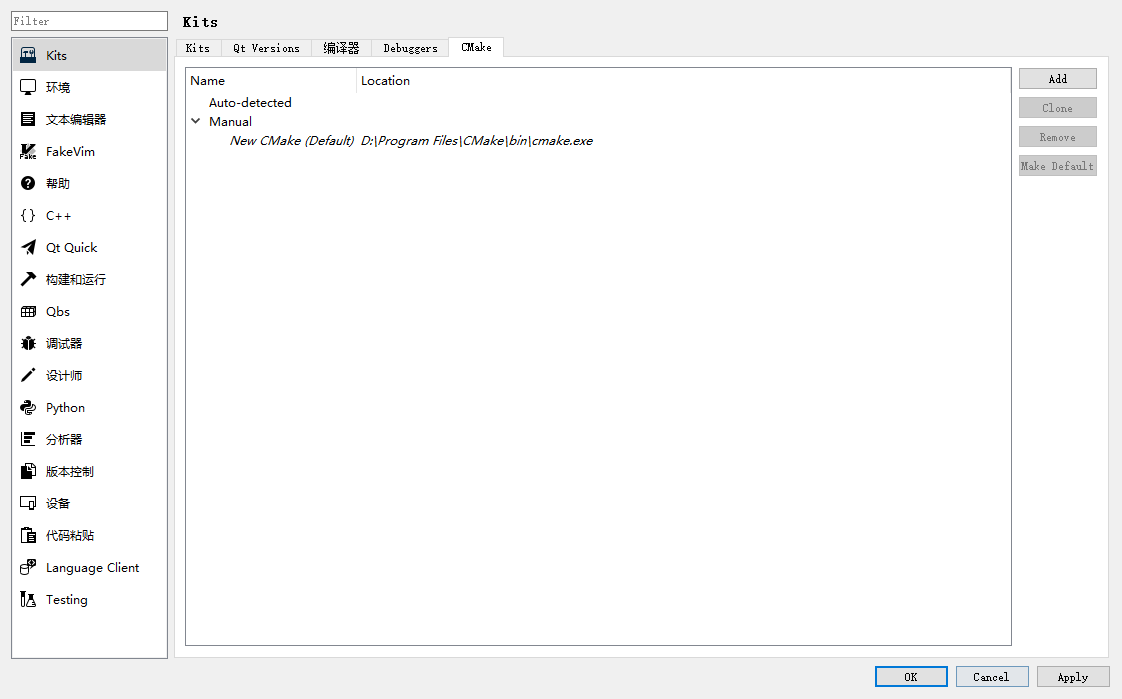 Filter
Kits
环境
文本编辑器
FakeVim
帮助
C++
Qt Quick
构建和运行
Qbs
调试器
设计师
Python
分析器
版本控制
设备
代码粘贴
Language Client
Testing
Kits
Kits Qt Versions 编译器 Debuggers CMake
Name Location
Auto-detected
Manual
New CMake (Default) D:\Program Files\CMake\bin\cmake.exe
Add
Clone
Remove
Make Default
OK Cancel Apply